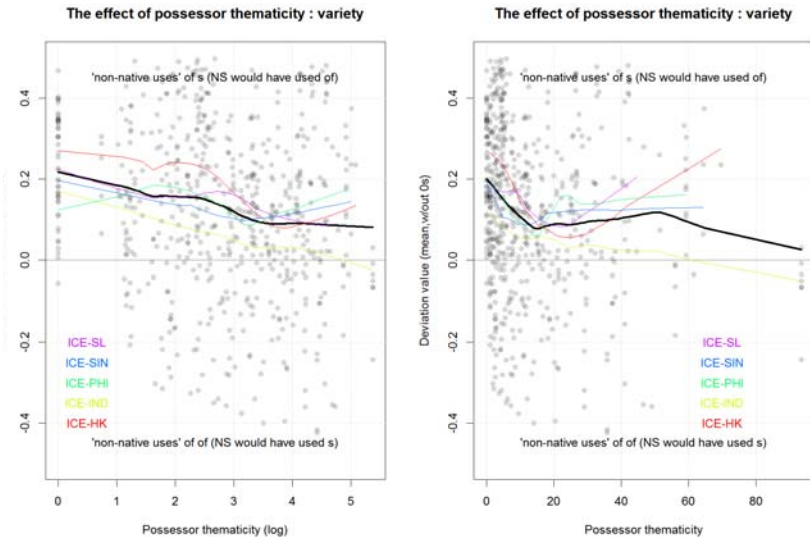 The effect of possessor thematicity : variety
'non-native uses' of s (NS would have used of)
0.4
0.2
0.0
-0.2
-0.4
ICE-SL
ICE-SIN
ICE-PHI
ICE-IND
ICE-HK
'non-native uses' of of (NS would have used s)
0 1 2 3 4 5
Possessor thematicity (log)
The effect of possessor thematicity : variety
'non-native uses' of s (NS would have used of)
Deviation value (mean,w/out 0s)
0.4
0.2
0.0
-0.2
-0.4
ICE-SL
ICE-SIN
ICE-PHI
ICE-IND
ICE-HK
'non-native uses' of of (NS would have used s)
0 20 40 60 80
Possessor thematicity